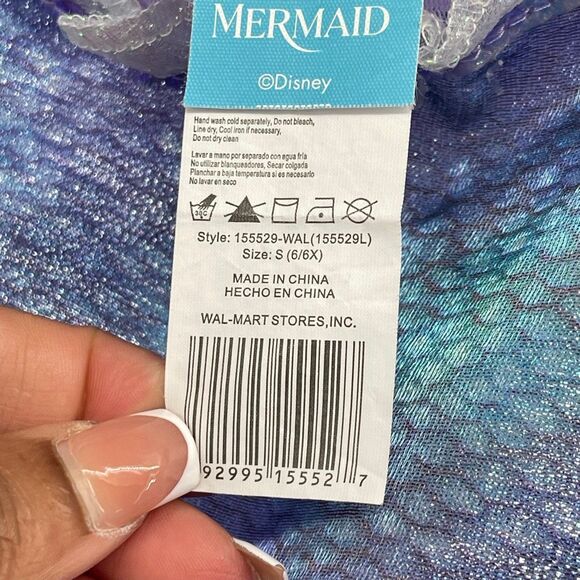 MERMAID
©Disney
Hand wash cold separately, Do not bleach,
Line dry, Cool iron if necessary,
Do not dry clean
Lavar a mano por separado con agua fría
No utilizar blanqueadores, Secar colgada
Planchar a baja temperatura si es necesarlo
No lavar en seco
30C
Style: 155529-WAL(155529L)
Size: S (6/6X)
MADE IN CHINA
HECHO EN CHINA
WAL-MART STORES,INC.
92995 15552 7